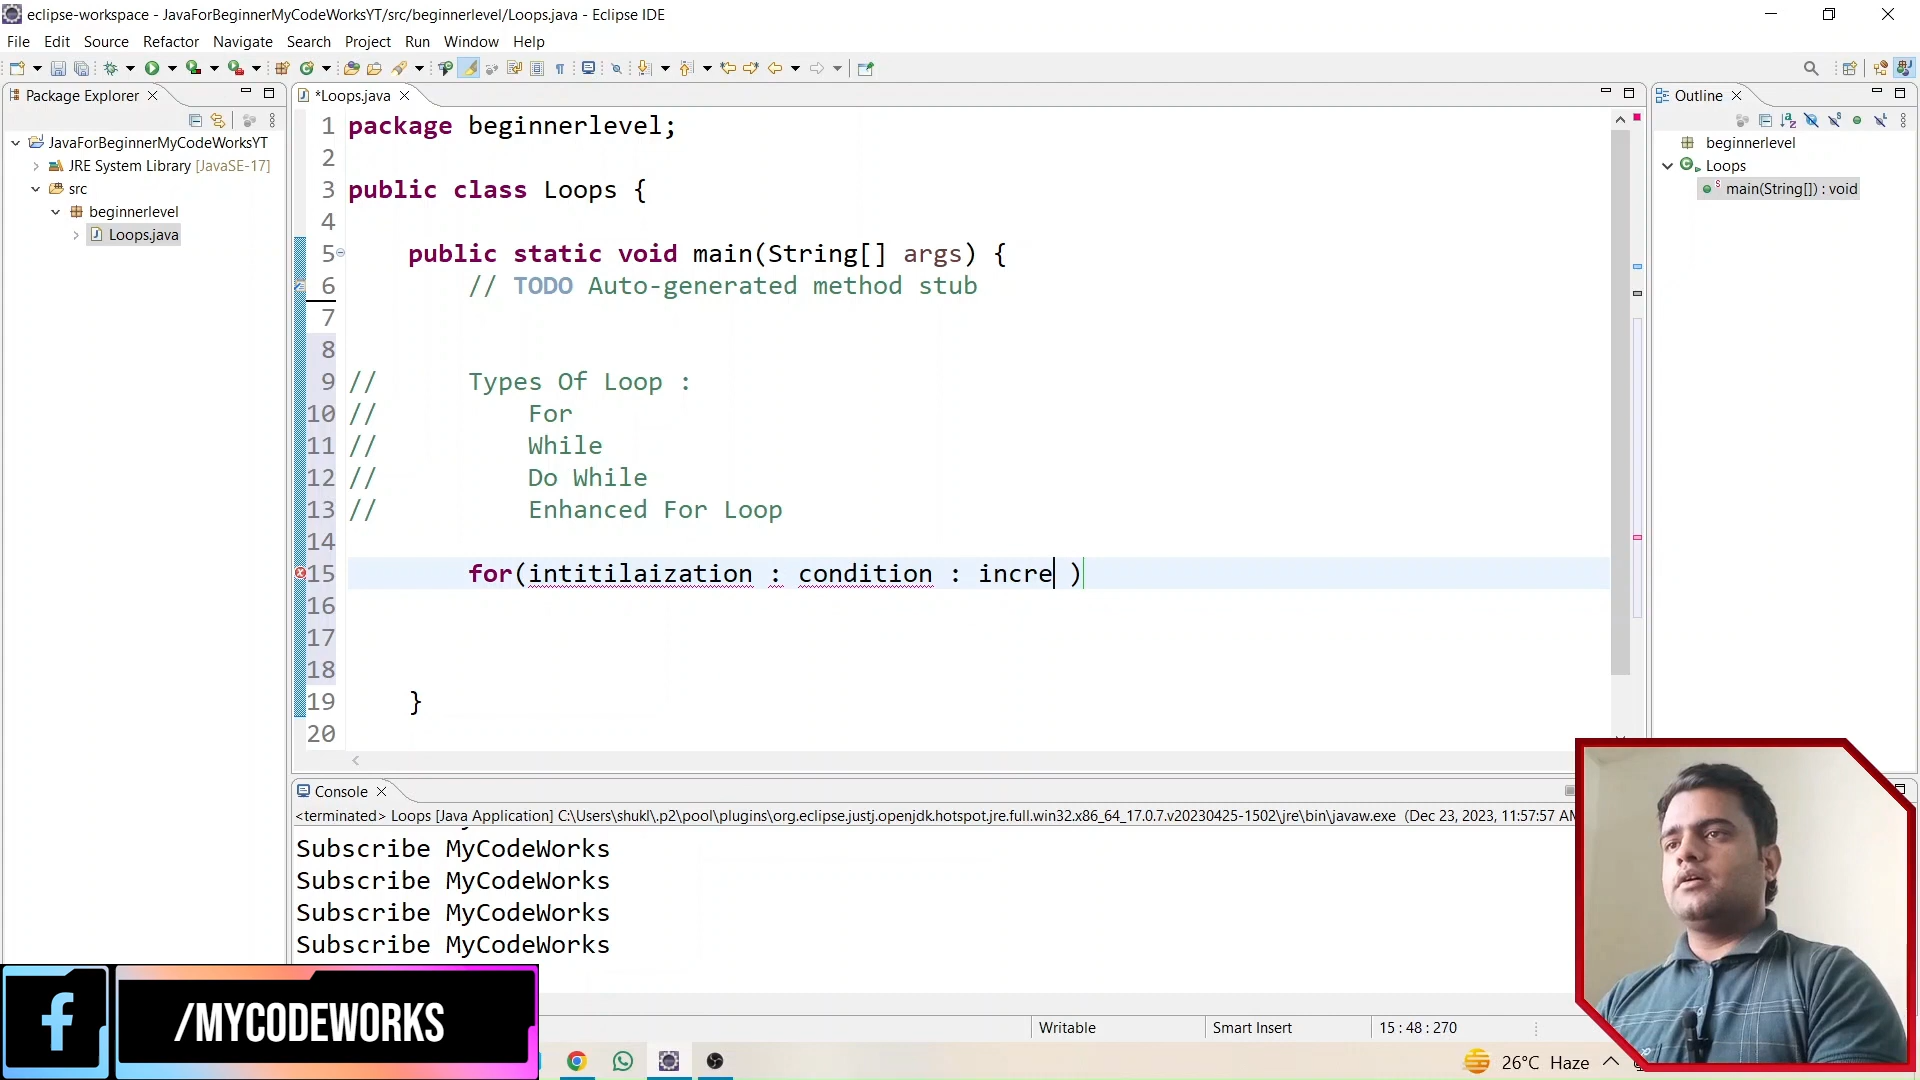 eclipse-workspace - JavaForBeginnerMyCodeWorksYT/src/beginnerlevel/Loops.java - Eclipse IDE
File Edit Source Refactor Navigate Search Project Run Window Help
Package Explorer
JavaForBeginnerMyCodeWorksYT
JRE System Library [JavaSE-17]
src
beginnerlevel
Loops.java
*Loops.java
1 package beginnerlevel;
2
3 public class Loops {
4
5 public static void main(String[] args) {
6 // TODO Auto-generated method stub
7
8
9 // Types Of Loop :
10 // For
11 // While
12 // Do While
13 // Enhanced For Loop
14
15 for(intitilaization : condition : incre )
16
17
18
19 }
20
Outline
beginnerlevel
Loops
main(String[]) : void
Console
<terminated> Loops [Java Application] C:\Users\shukl\.p2\pool\plugins\org.eclipse.justj.openjdk.hotspot.jre.full.win32.x86_64_17.0.7.v20230425-1502\jre\bin\javaw.exe (Dec 23, 2023, 11:57:57 AM
Subscribe MyCodeWorks
Subscribe MyCodeWorks
Subscribe MyCodeWorks
Subscribe MyCodeWorks
/MYCODEWORKS
Writable Smart Insert 15 : 48 : 270
26°C Haze